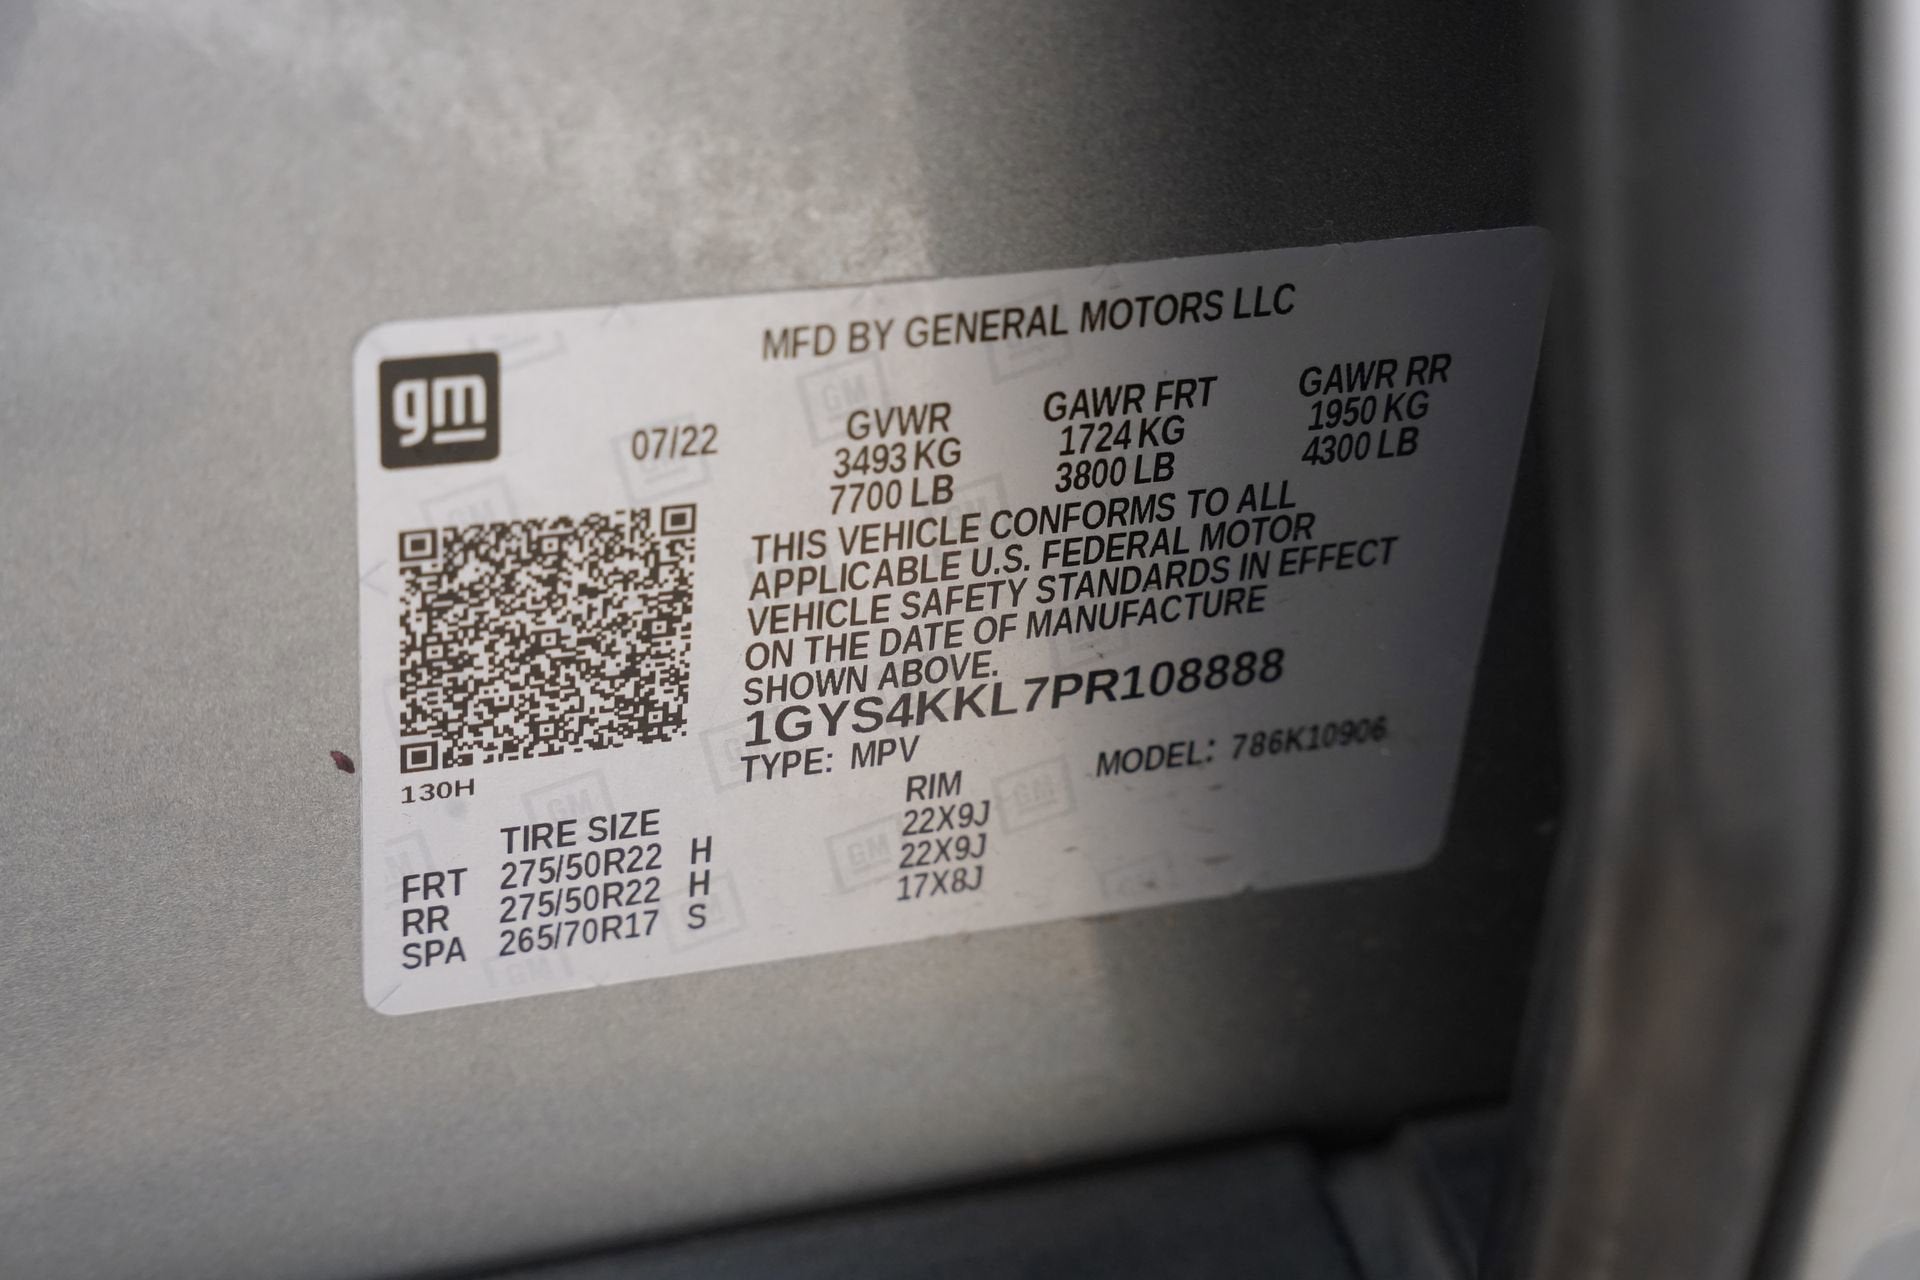 MFD BY GENERAL MOTORS LLC
gm
07/22 GVWR GAWR FRT GAWR RR
3493 KG 1724 KG 1950 KG
7700 LB 3800 LB 4300 LB
THIS VEHICLE CONFORMS TO ALL
APPLICABLE U.S. FEDERAL MOTOR
VEHICLE SAFETY STANDARDS IN EFFECT
ON THE DATE OF MANUFACTURE
SHOWN ABOVE.
1GYS4KKL7PR108888
TYPE: MPV MODEL: 786K10906
130H
TIRE SIZE RIM
FRT 275/50R22 H 22X9J
RR 275/50R22 H 22X9J
SPA 265/70R17 S 17X8J